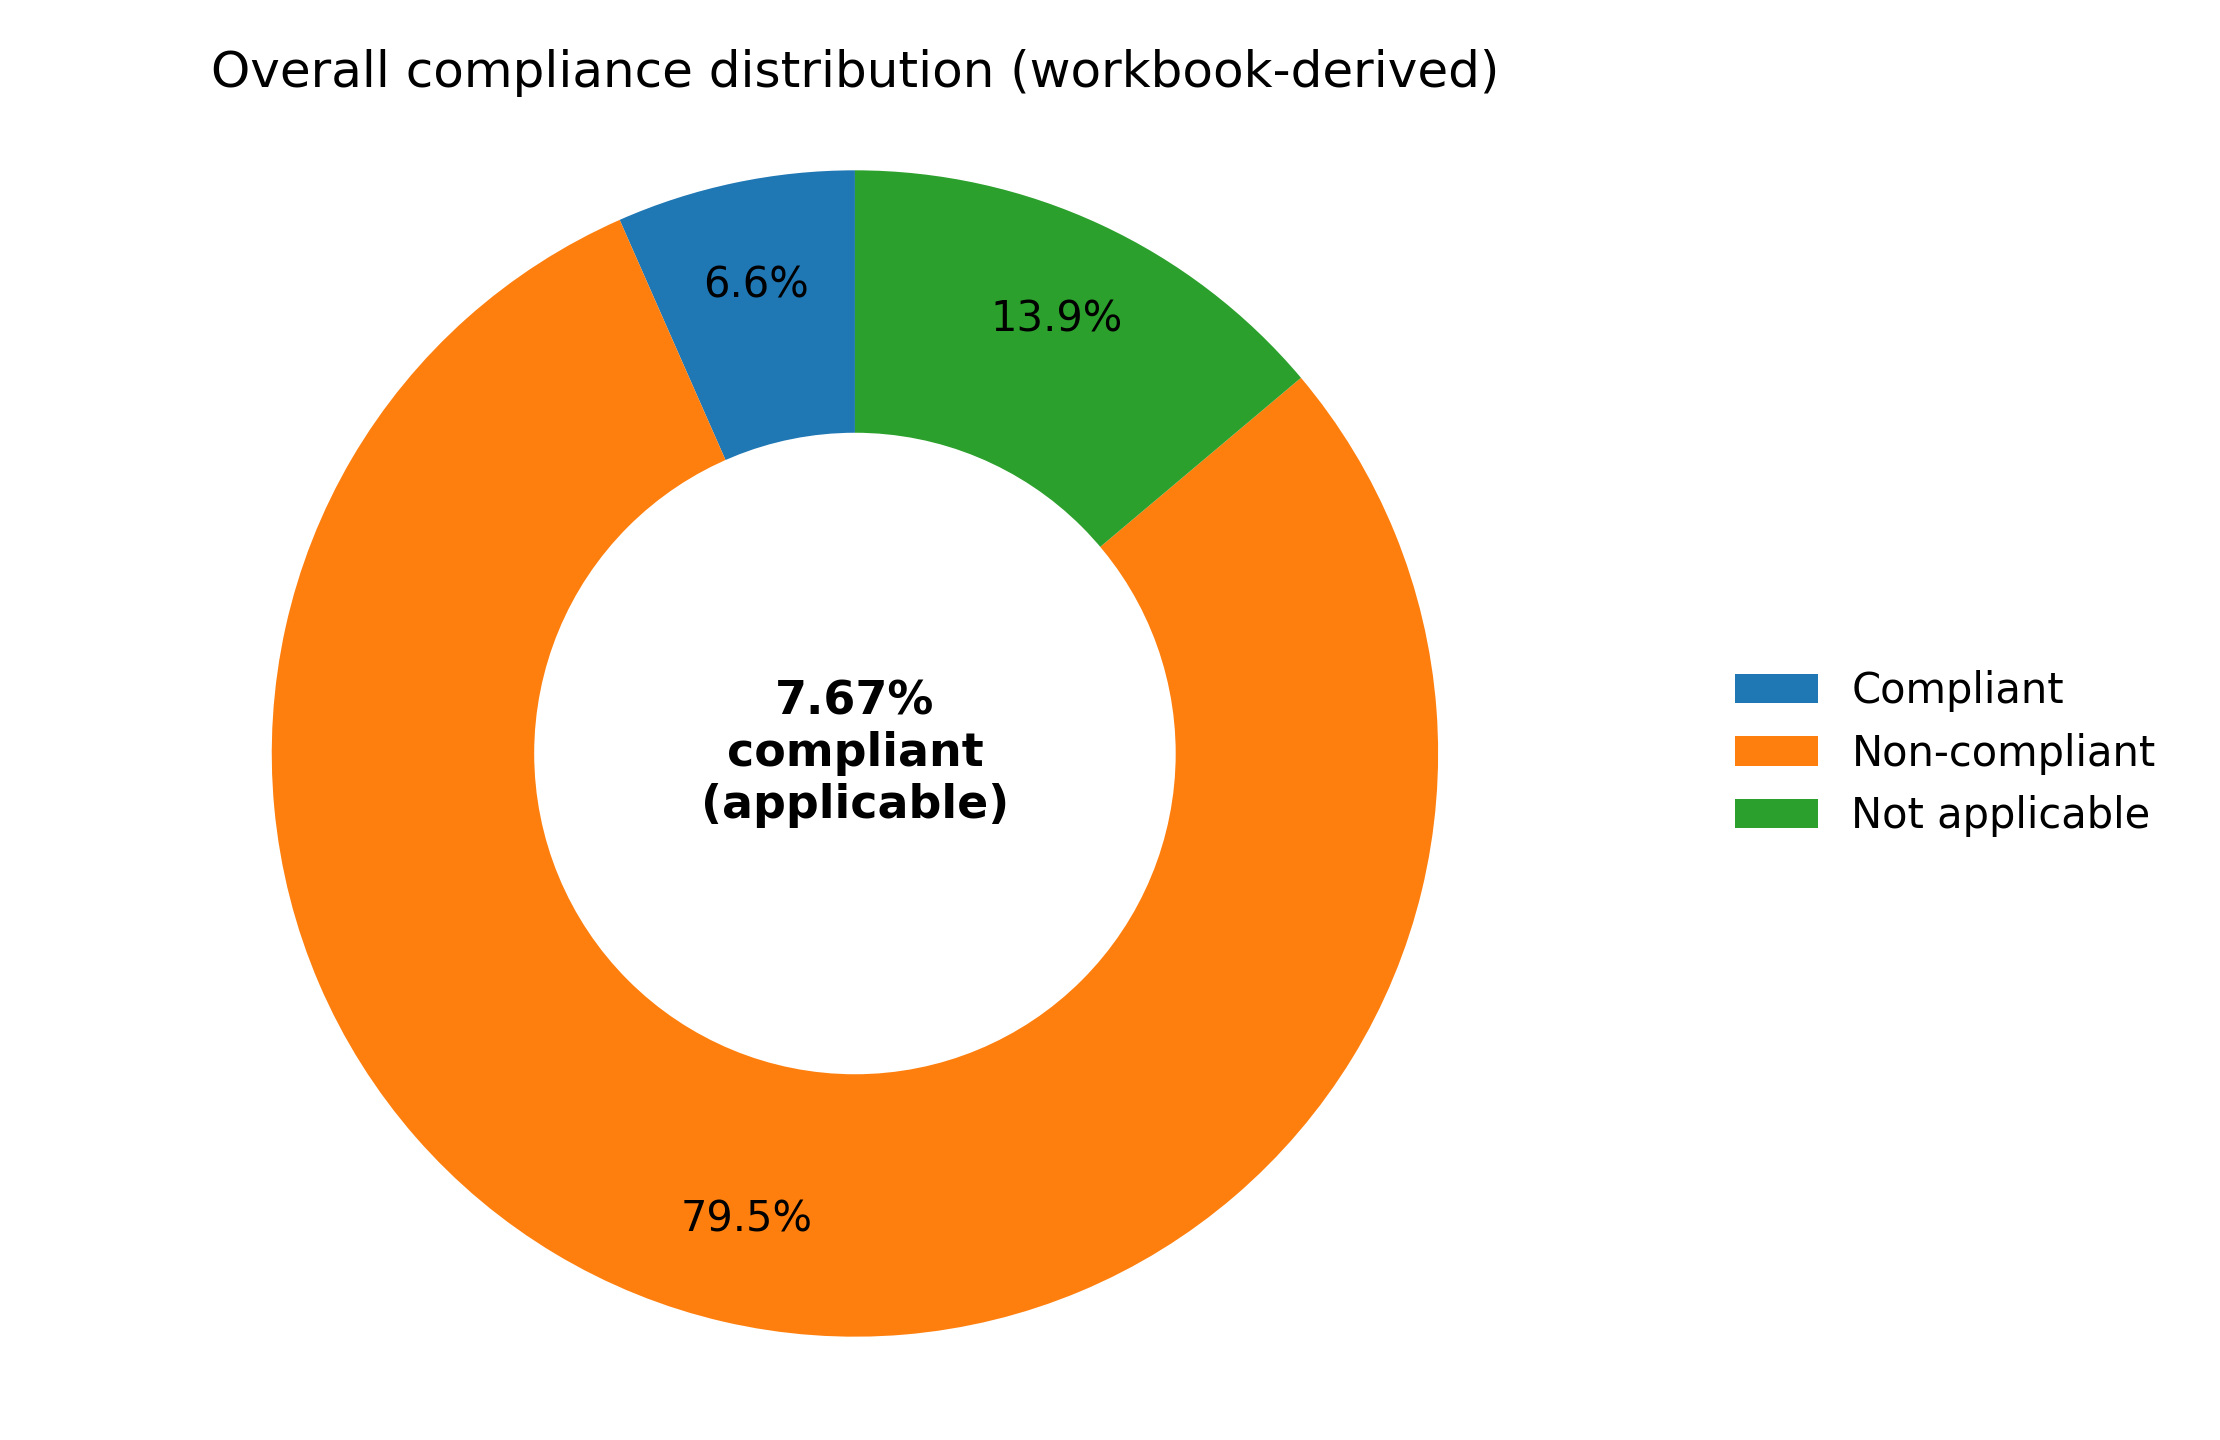 Overall compliance distribution (workbook-derived)
6.6%
13.9%
7.67%
compliant
(applicable)
79.5%
Compliant
Non-compliant
Not applicable